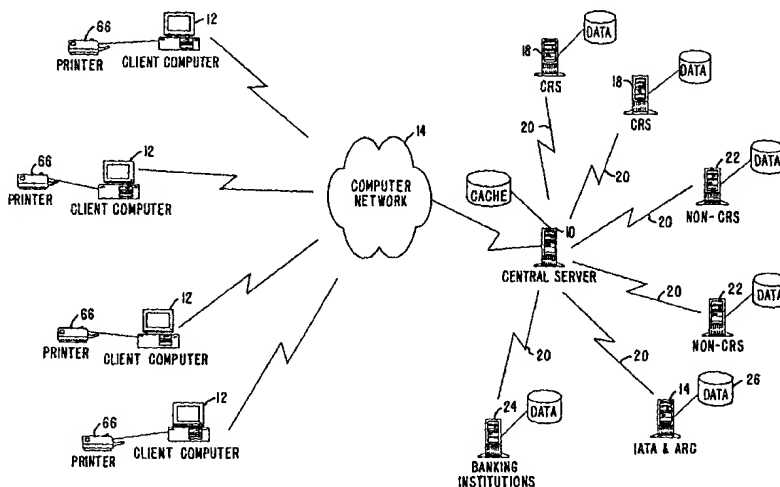 66
PRINTER
12
CLIENT COMPUTER
66
PRINTER
12
CLIENT COMPUTER
66
PRINTER
12
CLIENT COMPUTER
66
PRINTER
12
CLIENT COMPUTER
14
COMPUTER
NETWORK
CACHE
10
CENTRAL SERVER
18
CRS
DATA
20
18
CRS
DATA
20
22
NON-CRS
DATA
20
22
NON-CRS
DATA
20
14
IATA & ARC
DATA
26
20
24
BANKING
INSTITUTIONS
DATA
20